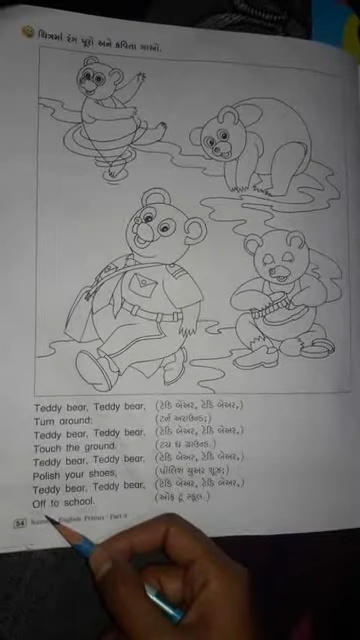 ચિત્રમાં રંગ પૂરો અને કવિતા ગાઓ.
Teddy bear, Teddy bear, (ટેડિ બેઅર, ટેડિ બેઅર,)
Turn around; (ટર્ન અરાઉન્ડ;)
Teddy bear, Teddy bear, (ટેડિ બેઅર, ટેડિ બેઅર,)
Touch the ground. (ટચ ધ ગ્રાઉન્ડ.)
Teddy bear, Teddy bear, (ટેડિ બેઅર, ટેડિ બેઅર,)
Polish your shoes, (પૉલિશ યુઅર શૂઝ;)
Teddy bear, Teddy bear, (ટેડિ બેઅર, ટેડિ બેઅર,)
Off to school. (ઑફ ટૂ સ્કૂલ.)
54 English Primer - Part